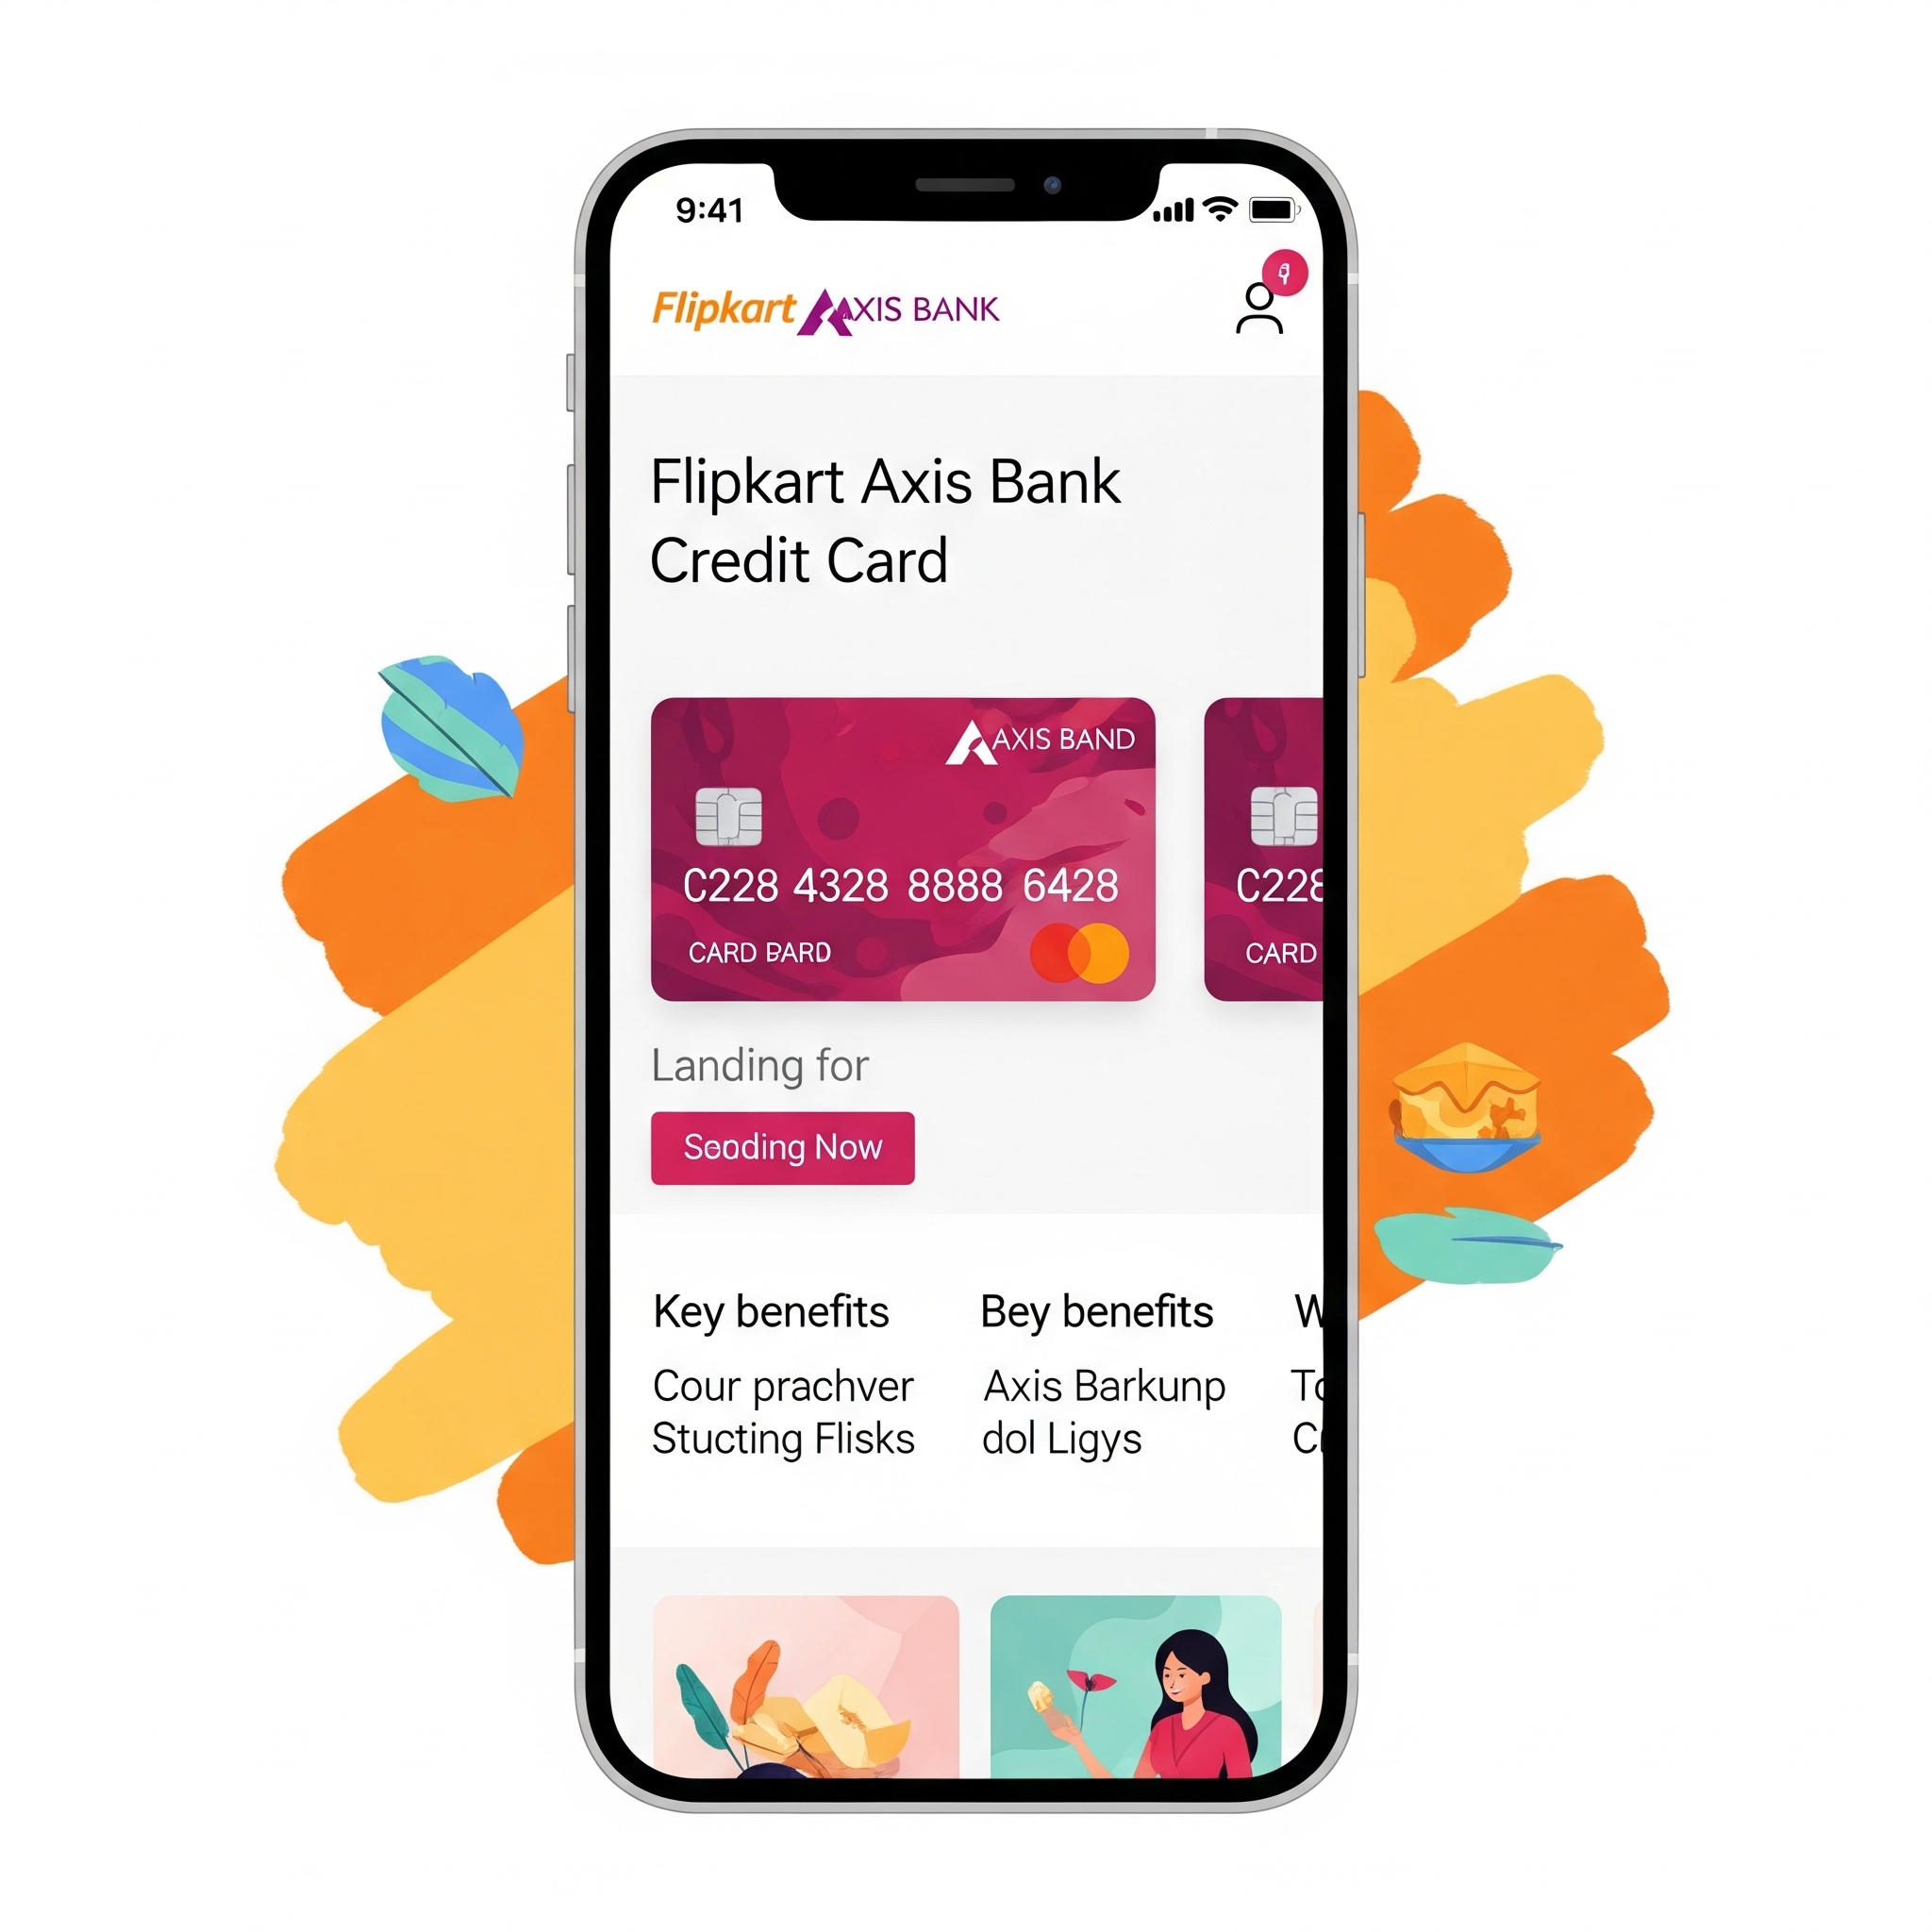 9:41
Flipkart AXIS BANK
Flipkart Axis Bank
Credit Card
AXIS BAND
C228 4328 8888 6428
CARD BARD
C228
CARD
Landing for
Seoding Now
Key benefits
Bey benefits
W
Cour prachver
Stucting Flisks
Axis Barkunp
dol Ligys
To